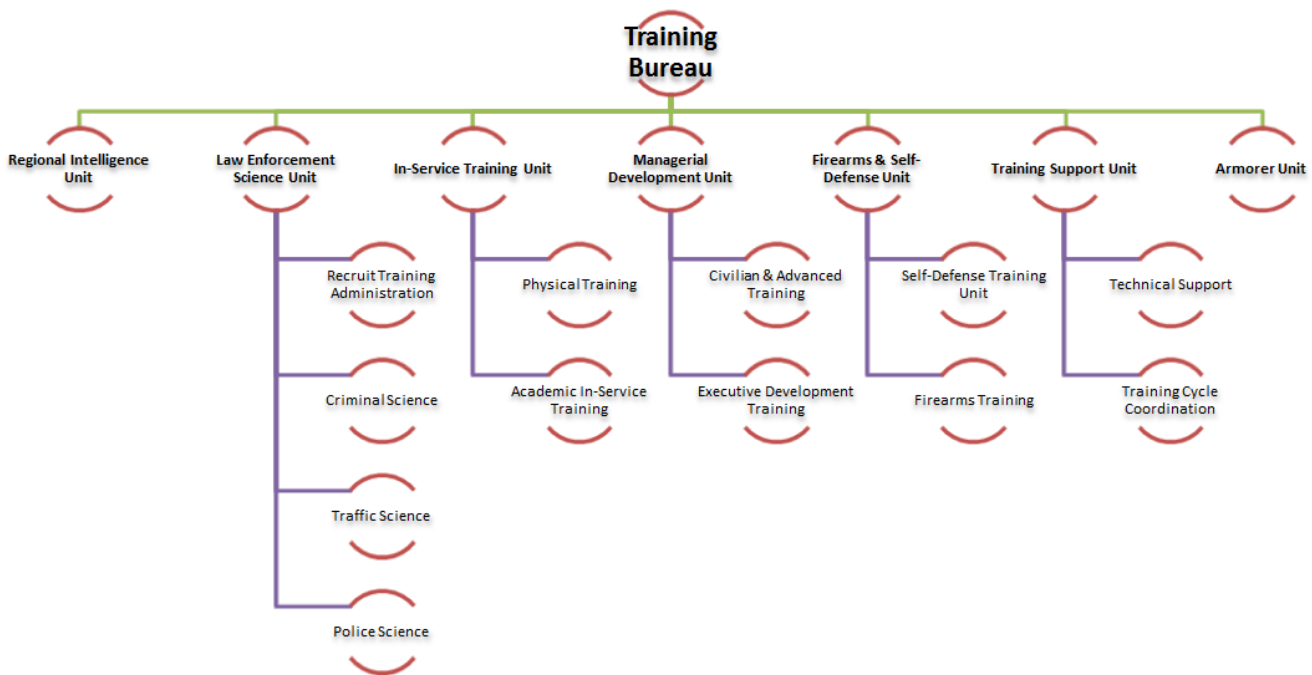 Training
Bureau
Regional Intelligence
Unit
Law Enforcement
Science Unit
In-Service Training Unit
Managerial
Development Unit
Firearms & Self-
Defense Unit
Training Support Unit
Armorer Unit
Recruit Training
Administration
Physical Training
Civilian & Advanced
Training
Self-Defense Training
Unit
Technical Support
Criminal Science
Academic In-Service
Training
Executive Development
Training
Firearms Training
Training Cycle
Coordination
Traffic Science
Police Science